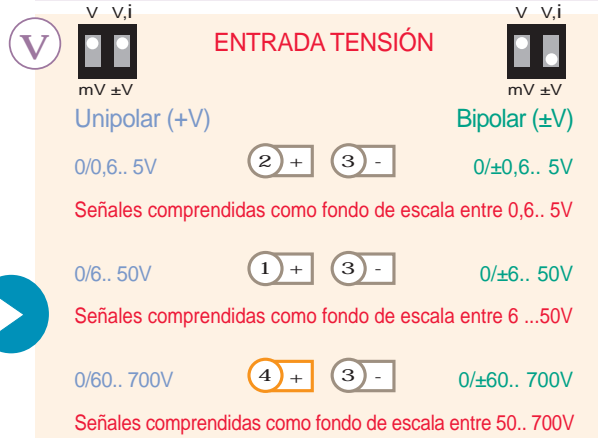 V V,i V V,i
V ENTRADA TENSIÓN
mV ±V mV ±V
Unipolar (+V) Bipolar (±V)
0/0,6.. 5V 2 + 3 - 0/±0,6.. 5V
Señales comprendidas como fondo de escala entre 0,6.. 5V
0/6.. 50V 1 + 3 - 0/±6.. 50V
Señales comprendidas como fondo de escala entre 6 ...50V
0/60.. 700V 4 + 3 - 0/±60.. 700V
Señales comprendidas como fondo de escala entre 50.. 700V